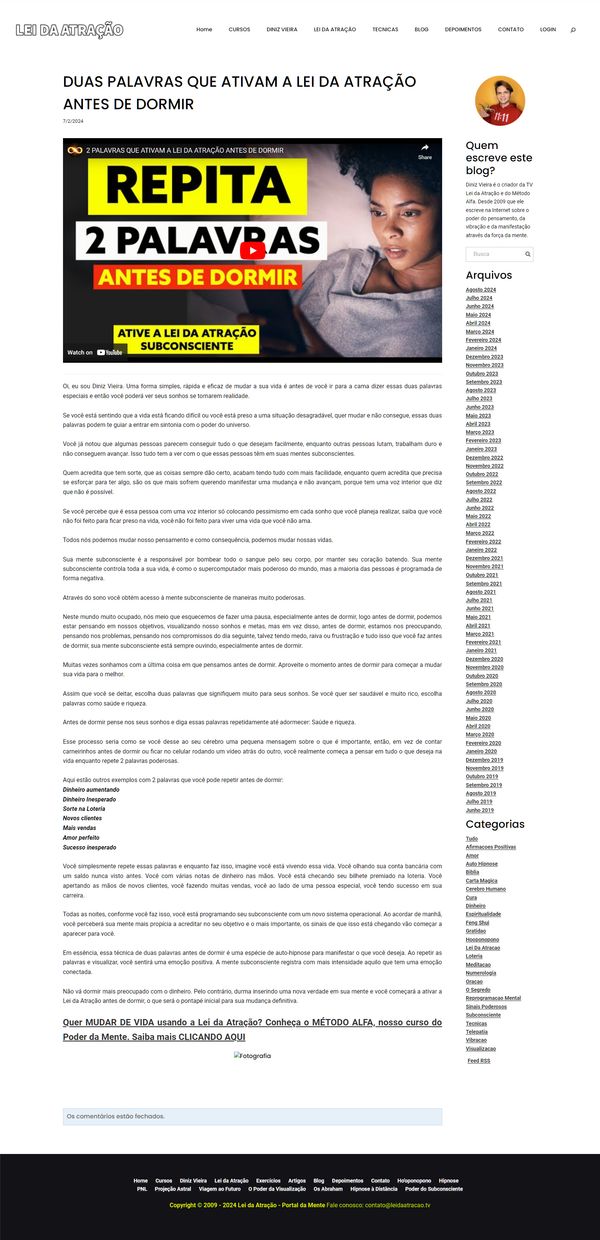 LEI DA ATRAÇÃO
Home CURSOS DINIZ VIEIRA LEI DA ATRAÇÃO TECNICAS BLOG DEPOIMENTOS CONTATO LOGIN
DUAS PALAVRAS QUE ATIVAM A LEI DA ATRAÇÃO
ANTES DE DORMIR
7/2/2024
2 PALAVRAS QUE ATIVAM A LEI DA ATRAÇÃO ANTES DE DORMIR
Share
REPITA
2 PALAVRAS
ANTES DE DORMIR
ATIVE A LEI DA ATRAÇÃO
SUBCONSCIENTE
Watch on YouTube
Oi, eu sou Diniz Vieira. Uma forma simples, rápida e eficaz de mudar a sua vida é antes de você ir para a cama dizer essas duas palavras
especiais e então você poderá ver seus sonhos se tornarem realidade.
Se você está sentindo que a vida está ficando difícil ou você está preso a uma situação desagradável, quer mudar e não consegue, essas duas
palavras podem te guiar a entrar em sintonia com o poder do universo.
Você já notou que algumas pessoas parecem conseguir tudo o que desejam facilmente, enquanto outras pessoas lutam, trabalham duro e
não conseguem avançar. Isso tudo tem a ver com o que essas pessoas têm em suas mentes subconscientes.
Quem acredita que tem sorte, que as coisas sempre dão certo, acabam tendo tudo com mais facilidade, enquanto quem acredita que precisa
se esforçar para ter algo, são os que mais sofrem querendo manifestar uma mudança e não avançam, porque tem uma voz interior que diz
que não é possível.
Se você percebe que é essa pessoa com uma voz interior só colocando pessimismo em cada sonho que você planeja realizar, saiba que você
não foi feito para ficar preso na vida, você não foi feito para viver uma vida que você não ama.
Todos nós podemos mudar nosso pensamento e como consequência, podemos mudar nossas vidas.
Sua mente subconsciente é a responsável por bombear todo o sangue pelo seu corpo, por manter seu coração batendo. Sua mente
subconsciente controla toda a sua vida, é como o supercomputador mais poderoso do mundo, mas a maioria das pessoas é programada de
forma negativa.
Através do sono você obtém acesso à mente subconsciente de maneiras muito poderosas.
Neste mundo muito ocupado, nós meio que esquecemos de fazer uma pausa, especialmente antes de dormir, logo antes de dormir, podemos
estar pensando em nossos objetivos, visualizando nosso sonhos e metas, mas em vez disso, antes de dormir, estamos nos preocupando,
pensando nos problemas, pensando nos compromissos do dia seguinte, talvez tendo medo, raiva ou frustração e tudo isso que você faz antes
de dormir, sua mente subconsciente está sempre ouvindo, especialmente antes de dormir.
Muitas vezes sonhamos com a última coisa em que pensamos antes de dormir. Aproveite o momento antes de dormir para começar a mudar
sua vida para o melhor.
Assim que você se deitar, escolha duas palavras que signifiquem muito para seus sonhos. Se você quer ser saudável e muito rico, escolha
palavras como saúde e riqueza.
Antes de dormir pense nos seus sonhos e diga essas palavras repetidamente até adormecer: Saúde e riqueza.
Esse processo seria como se você desse ao seu cérebro uma pequena mensagem sobre o que é importante, então, em vez de contar
carneirinhos antes de dormir ou ficar no celular rodando um vídeo atrás do outro, você realmente começa a pensar em tudo o que deseja na
vida enquanto repete 2 palavras poderosas.
Aqui estão outros exemplos com 2 palavras que você pode repetir antes de dormir:
Dinheiro aumentando
Dinheiro Inesperado
Sorte na Loteria
Novos clientes
Mais vendas
Amor perfeito
Sucesso inesperado
Você simplesmente repete essas palavras e enquanto faz isso, imagine você está vivendo essa vida. Você olhando sua conta bancária com
um saldo nunca visto antes. Você com várias notas de dinheiro nas mãos. Você está checando seu bilhete premiado na loteria. Você
apertando as mãos de novos clientes, você fazendo muitas vendas, você ao lado de uma pessoa especial, você tendo sucesso em sua
carreira.
Todas as noites, conforme você faz isso, você está programando seu subconsciente com um novo sistema operacional. Ao acordar de manhã,
você perceberá sua mente mais propícia a acreditar no seu objetivo e o mais importante, os sinais de que isso está chegando vão começar a
aparecer para você.
Em essência, essa técnica de duas palavras antes de dormir é uma espécie de auto-hipnose para manifestar o que você deseja. Ao repetir as
palavras e visualizar, você sentirá uma emoção positiva. A mente subconsciente registra com mais intensidade aquilo que tem uma emoção
conectada.
Não vá dormir mais preocupado com o dinheiro. Pelo contrário, durma inserindo uma nova verdade em sua mente e você começará a ativar a
Lei da Atração antes de dormir, o que será o pontapé inicial para sua mudança definitiva.
Quer MUDAR DE VIDA usando a Lei da Atração? Conheça o MÉTODO ALFA, nosso curso do
Poder da Mente. Saiba mais CLICANDO AQUI
Fotografia
Os comentários estão fechados.
11:11
Quem
escreve este
blog?
Diniz Vieira é o criador da TV
Lei da Atração e do Método
Alfa. Desde 2009 que ele
escreve na Internet sobre o
poder do pensamento, da
vibração e da manifestação
através da força da mente.
Busca
Arquivos
Agosto 2024
Julho 2024
Junho 2024
Maio 2024
Abril 2024
Março 2024
Fevereiro 2024
Janeiro 2024
Dezembro 2023
Novembro 2023
Outubro 2023
Setembro 2023
Agosto 2023
Julho 2023
Junho 2023
Maio 2023
Abril 2023
Março 2023
Fevereiro 2023
Janeiro 2023
Dezembro 2022
Novembro 2022
Outubro 2022
Setembro 2022
Agosto 2022
Julho 2022
Junho 2022
Maio 2022
Abril 2022
Março 2022
Fevereiro 2022
Janeiro 2022
Dezembro 2021
Novembro 2021
Outubro 2021
Setembro 2021
Agosto 2021
Julho 2021
Junho 2021
Maio 2021
Abril 2021
Março 2021
Fevereiro 2021
Janeiro 2021
Dezembro 2020
Novembro 2020
Outubro 2020
Setembro 2020
Agosto 2020
Julho 2020
Junho 2020
Maio 2020
Abril 2020
Março 2020
Fevereiro 2020
Janeiro 2020
Dezembro 2019
Novembro 2019
Outubro 2019
Setembro 2019
Agosto 2019
Julho 2019
Junho 2019
Categorias
Tudo
Afirmacoes Positivas
Amor
Auto Hipnose
Biblia
Carta Magica
Cerebro Humano
Cura
Dinheiro
Espiritualidade
Feng Shui
Gratidao
Hooponopono
Lei Da Atracao
Loteria
Meditacao
Numerologia
Oracao
O Segredo
Reprogramacao Mental
Sinais Poderosos
Subconsciente
Tecnicas
Telepatia
Vibracao
Visualizacao
Feed RSS
Home Cursos Diniz Vieira Lei da Atração Exercícios Artigos Blog Depoimentos Contato Ho'oponopono Hipnose
PNL Projeção Astral Viagem ao Futuro O Poder da Visualização Os Abraham Hipnose à Distância Poder do Subconsciente
Copyright © 2009 - 2024 Lei da Atração - Portal da Mente Fale conosco: contato@leidaatracao.tv